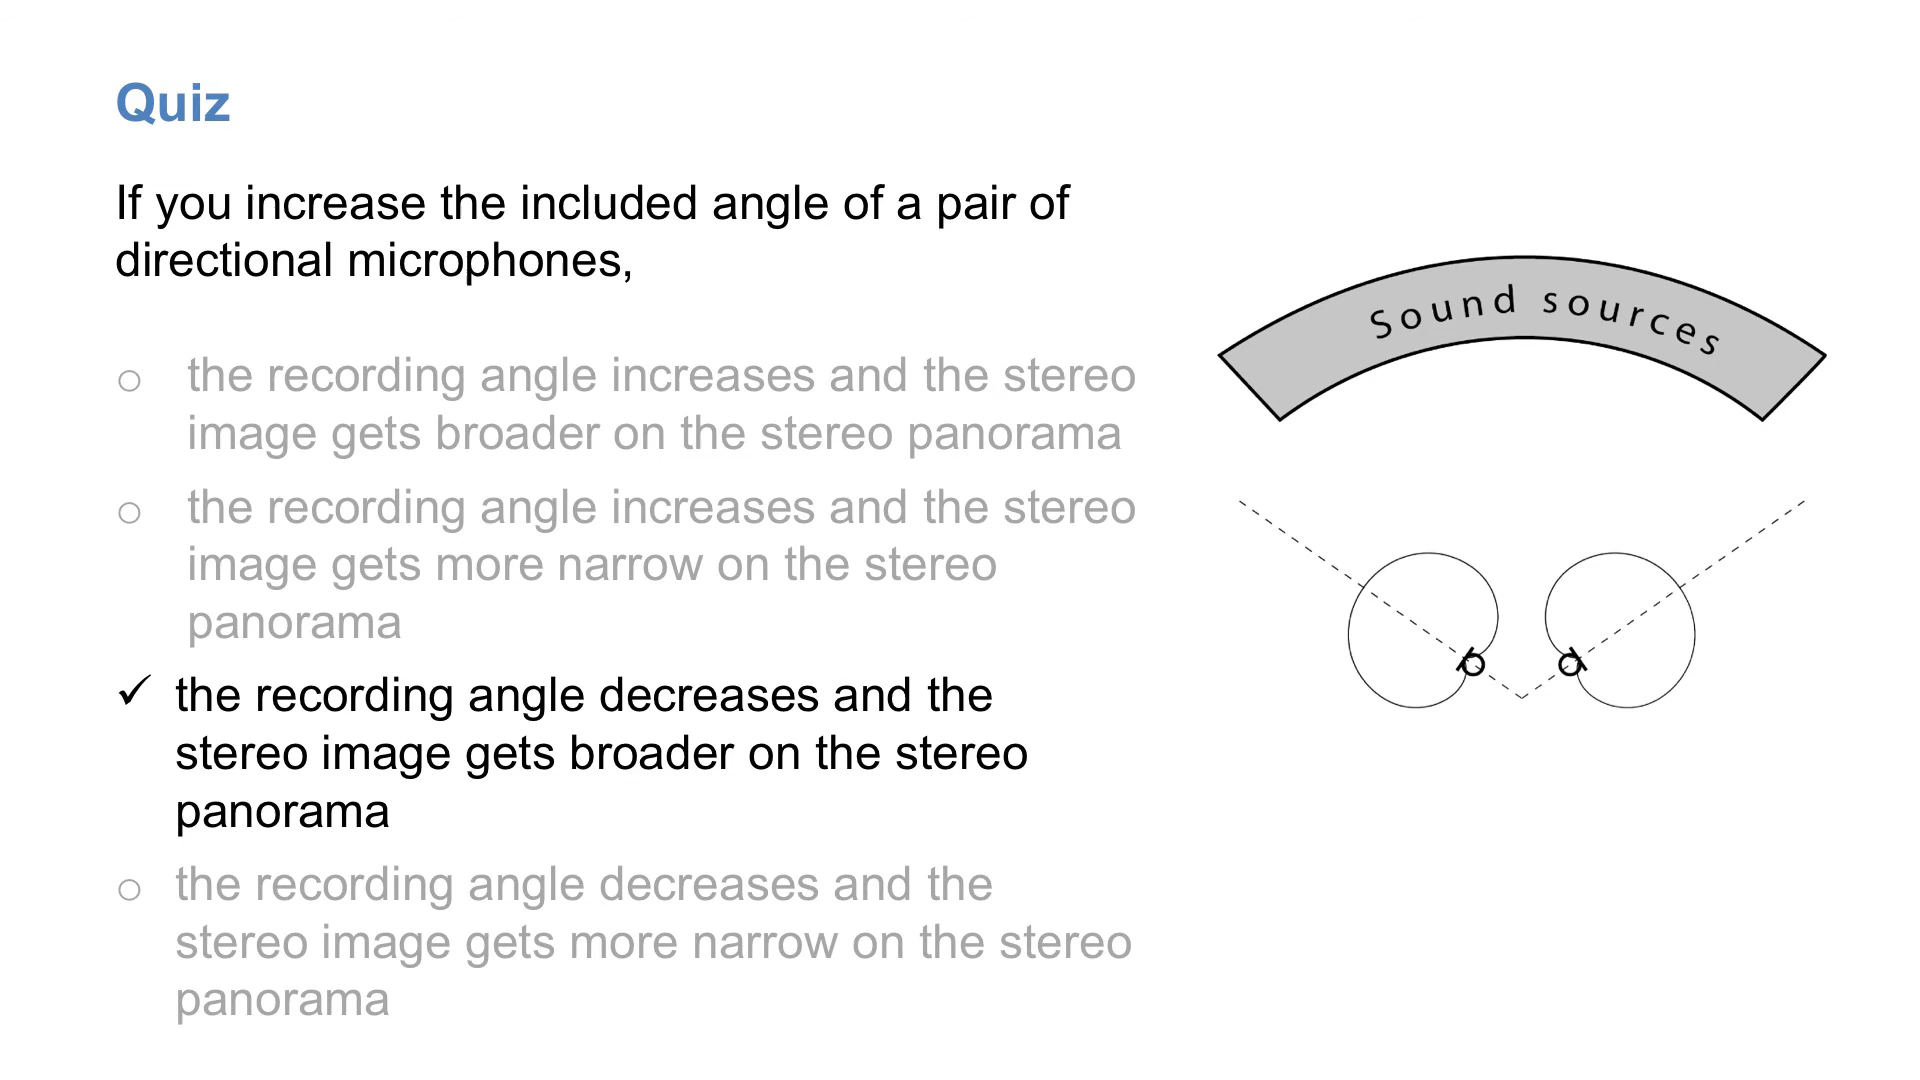 Quiz
If you increase the included angle of a pair of
directional microphones,
the recording angle increases and the stereo
image gets broader on the stereo panorama
the recording angle increases and the stereo
image gets more narrow on the stereo
panorama
the recording angle decreases and the
stereo image gets broader on the stereo
panorama
the recording angle decreases and the
stereo image gets more narrow on the stereo
panorama
Sound sources